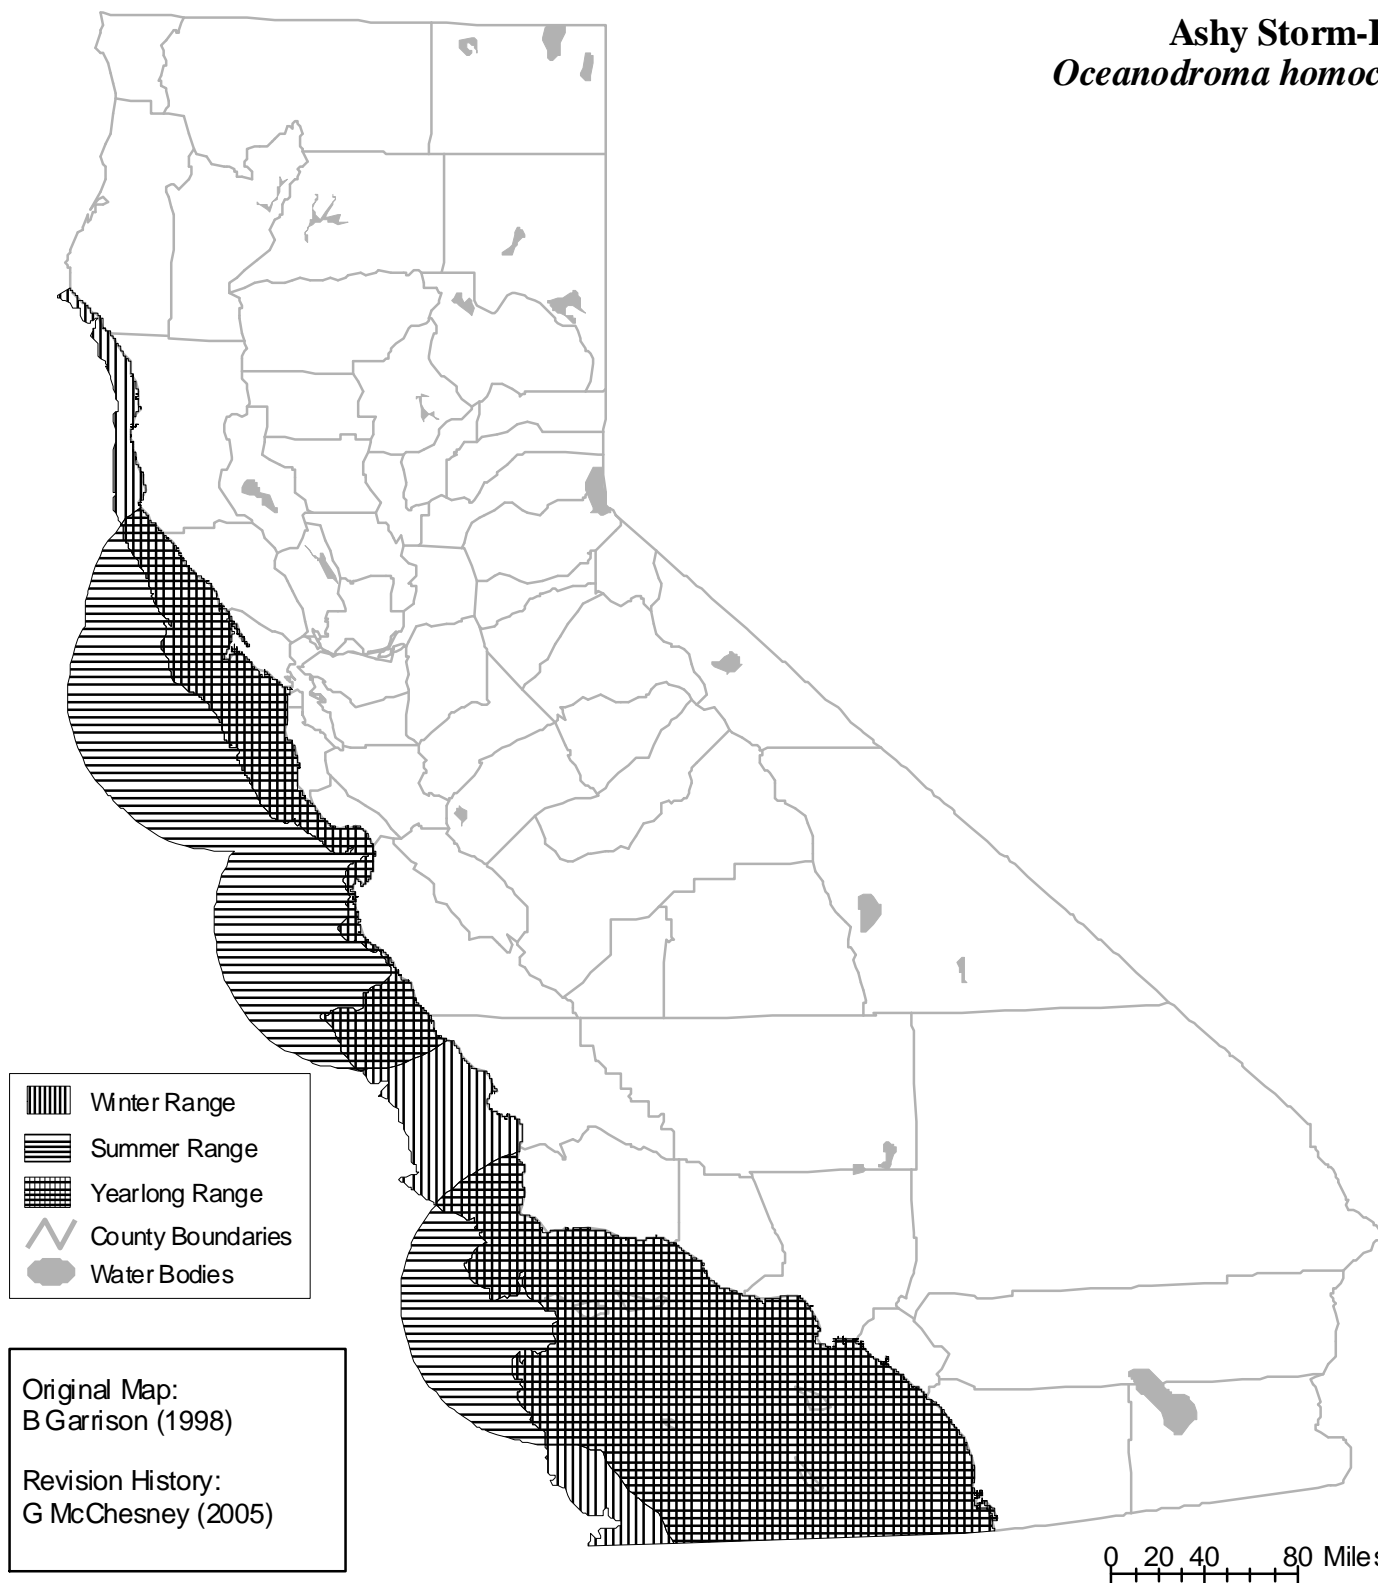 Ashy Storm-
Oceanodroma homoc
Winter Range
Summer Range
Yearlong Range
County Boundaries
Water Bodies
Original Map:
B Garrison (1998)
Revision History:
G McChesney (2005)
0 20 40 80 Miles